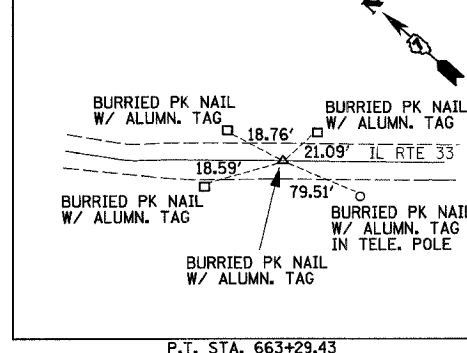 BURRIED PK NAIL
W/ ALUMN. TAG
BURRIED PK NAIL
W/ ALUMN. TAG
18.76'
21.09'
IL RTE 33
18.59'
79.51'
BURRIED PK NAIL
W/ ALUMN. TAG
BURRIED PK NAIL
W/ ALUMN. TAG
IN TELE. POLE
BURRIED PK NAIL
W/ ALUMN. TAG
P.T. STA. 663+29.43